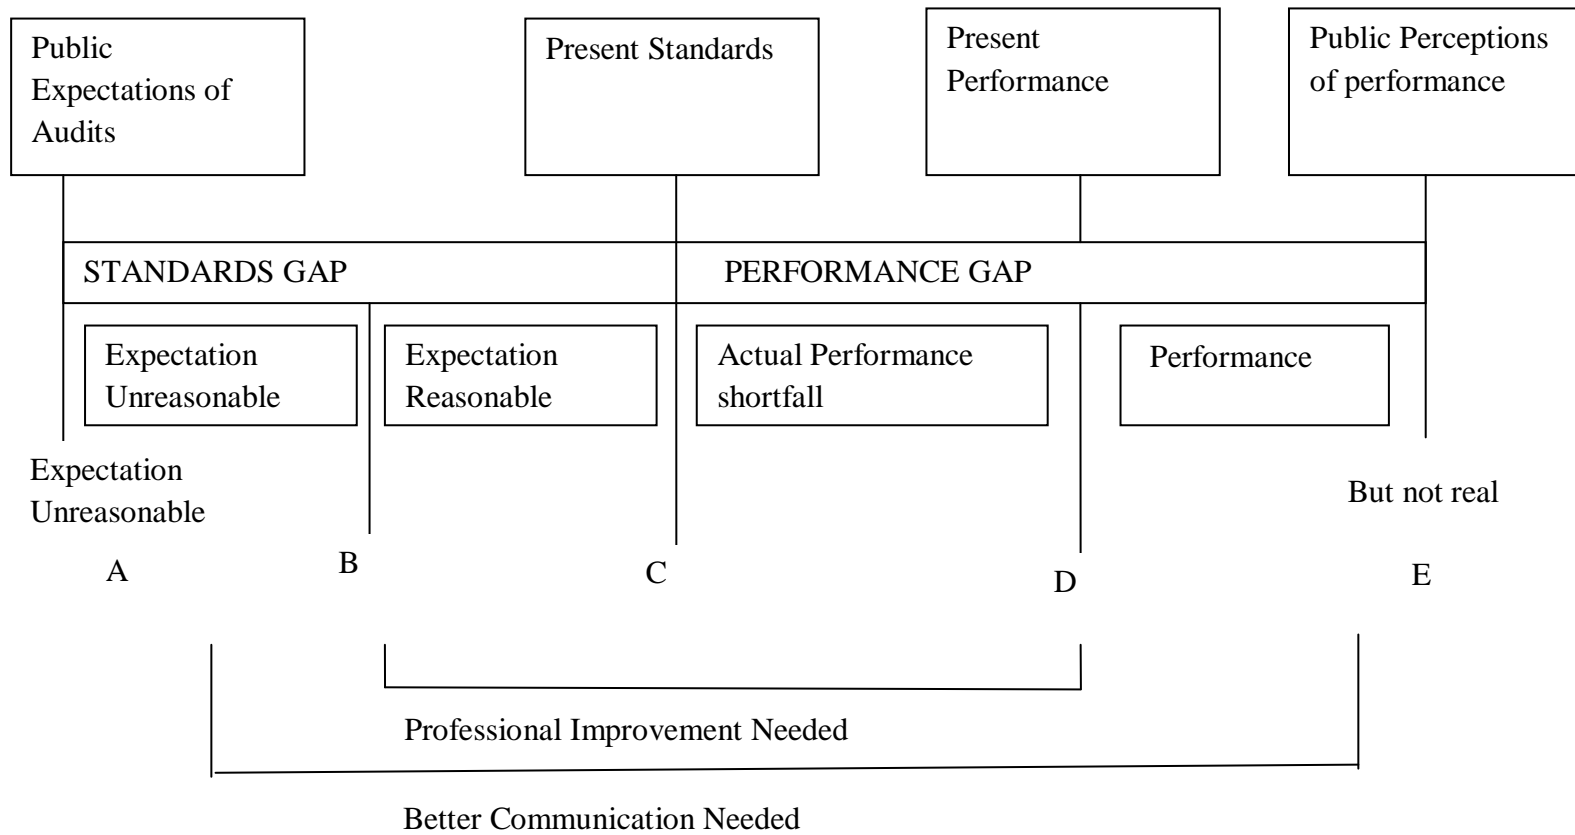 Public
Expectations of
Audits
Present Standards
Present
Performance
Public Perceptions
of performance
STANDARDS GAP
PERFORMANCE GAP
Expectation
Unreasonable
Expectation
Reasonable
Actual Performance
shortfall
Performance
Expectation
Unreasonable
But not real
A
B
C
D
E
Professional Improvement Needed
Better Communication Needed